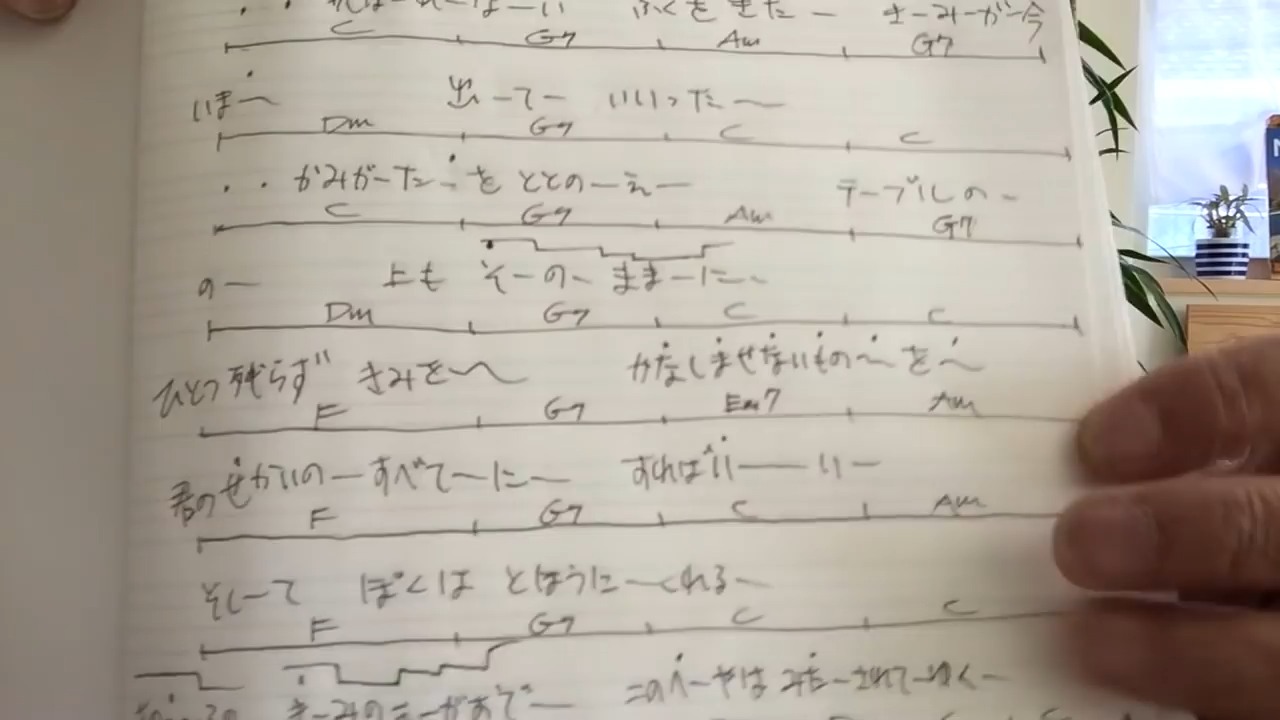 ふくをきたー きーみーが今
C G7 Am G7
いまー 出ーてー いいったー
Dm G7 C C
・・かみがーたーをととのーえー テーブルのー
C G7 Am G7
のー 上も そーのー ままーにー
Dm G7 C C
ひとつ残らず きみをー かなしませないものーをー
F G7 Em7 Am
君のせかいのーすべてーにー すればいーーいー
F G7 C Am
そしーて ぼくは とほうにーくれるー
F G7 C C
きーみのこーがあでー このへーやは みたーされてーゆくー